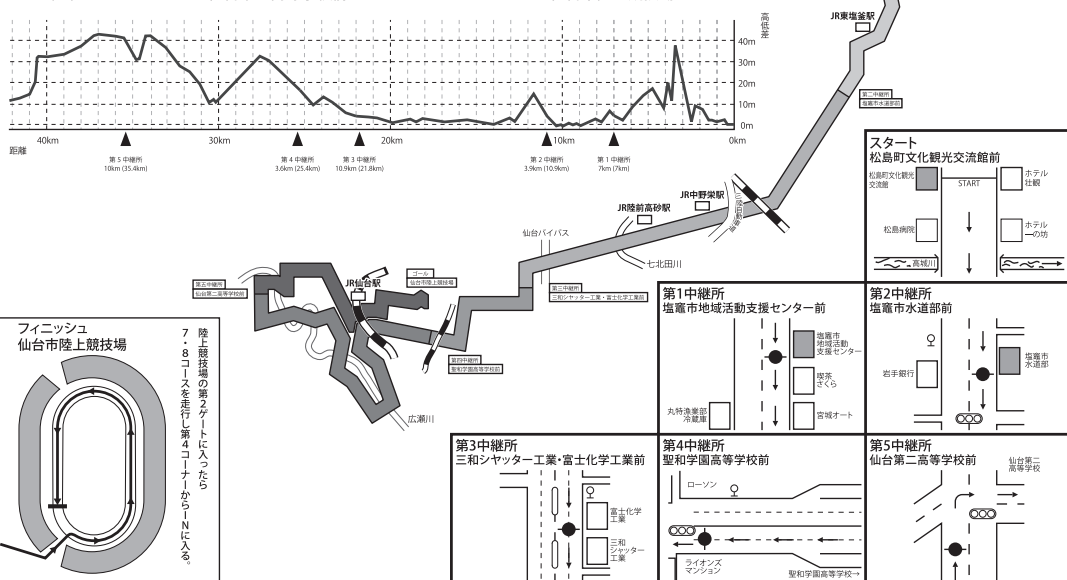 高低差
40m
30m
20m
10m
0m
40km
30km
20km
10km
0km
距離
第 5 中継所
10km (35.4km)
第 4 中継所
3.6km (25.4km)
第 3 中継所
10.9km (21.8km)
第 2 中継所
3.9km (10.9km)
第 1 中継所
7km (7km)
JR東塩釜駅
第二中継所
塩竈市水道部前
JR中野栄駅
三陸自動車道
JR陸前高砂駅
仙台バイパス
七北田川
第三中継所
三和シヤッター工業・富士化学工業前
JR仙台駅
ゴール
仙台市陸上競技場
第五中継所
仙台第二高等学校前
第四中継所
聖和学園高等学校前
広瀬川
フィニッシュ
仙台市陸上競技場
陸上競技場の第2ゲートに入ったら
7・8コースを走行し第4コーナーからINに入る。
スタート
松島町文化観光交流館前
松島町文化観光
交流館
START
ホテル
壮観
松島病院
ホテル
一の坊
高城川
第1中継所
塩竈市地域活動支援センター前
塩竈市
地域活動
支援センター
喫茶
さくら
丸特漁業部
冷蔵庫
宮城オート
第2中継所
塩竈市水道部前
岩手銀行
塩竈市
水道部
第3中継所
三和シヤッター工業・富士化学工業前
富士化学
工業
三和
シヤッター
工業
第4中継所
聖和学園高等学校前
ローソン
ライオンズ
マンション
聖和学園高等学校→
第5中継所
仙台第二高等学校前
仙台第二
高等学校